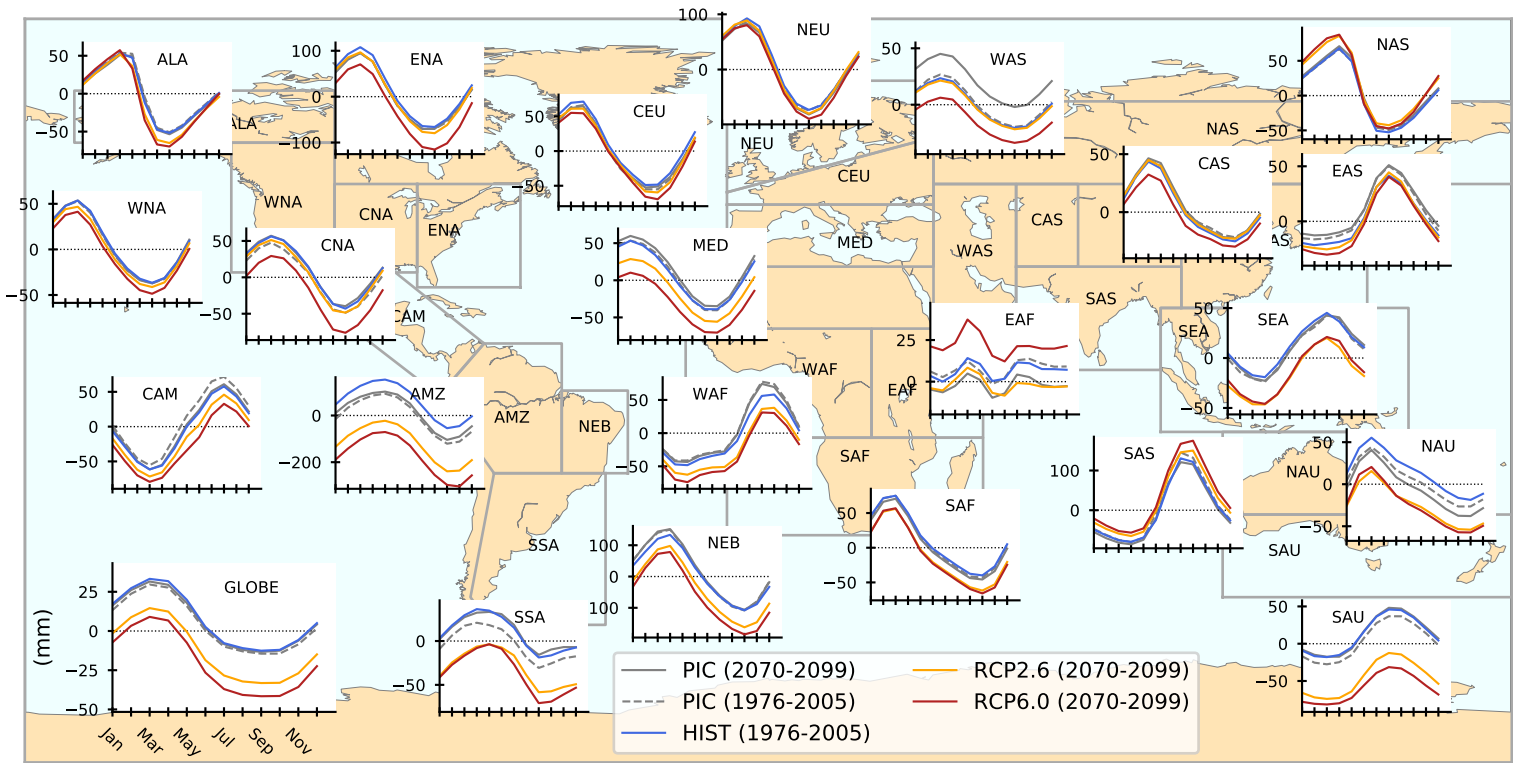 100
NEU
0
50
ALA
0
−50
100
ENA
0
−100
50
WAS
0
50
NAS
0
−50
50
CEU
0
−50
ALA
NEU
NAS
50
CAS
0
EAS
50
0
CEU
WNA
CNA
ENA
CAS
WAS
EAS
50
WNA
0
−50
50
CNA
0
−50
50
MED
0
−50
MED
SAS
CAM
SEA
EAF
25
0
50
SEA
0
−50
WAF
EAF
50
CAM
0
−50
AMZ
0
−200
AMZ
NEB
50
WAF
0
−50
SAF
100
SAS
0
50
NAU
0
−50
NAU
SAU
50
SAF
0
−50
100
NEB
0
100
SSA
25
GLOBE
0
−25
−50
(mm)
Jan
Mar
May
Jul
Sep
Nov
SSA
0
−50
50
SAU
0
−50
PIC (2070-2099)
PIC (1976-2005)
HIST (1976-2005)
RCP2.6 (2070-2099)
RCP6.0 (2070-2099)